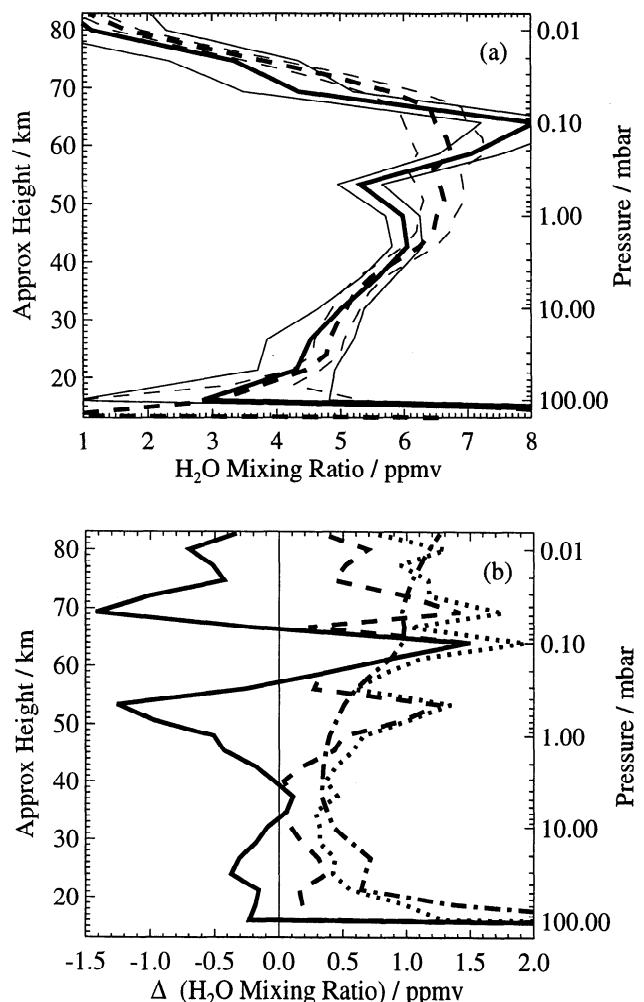 (a)
80
70
60
50
40
30
20
Approx Height / km
0.01
0.10
1.00
10.00
100.00
Pressure / mbar
1 2 3 4 5 6 7 8
H₂O Mixing Ratio / ppmv
(b)
80
70
60
50
40
30
20
Approx Height / km
0.01
0.10
1.00
10.00
100.00
Pressure / mbar
-1.5 -1.0 -0.5 0.0 0.5 1.0 1.5 2.0
Δ (H₂O Mixing Ratio) / ppmv